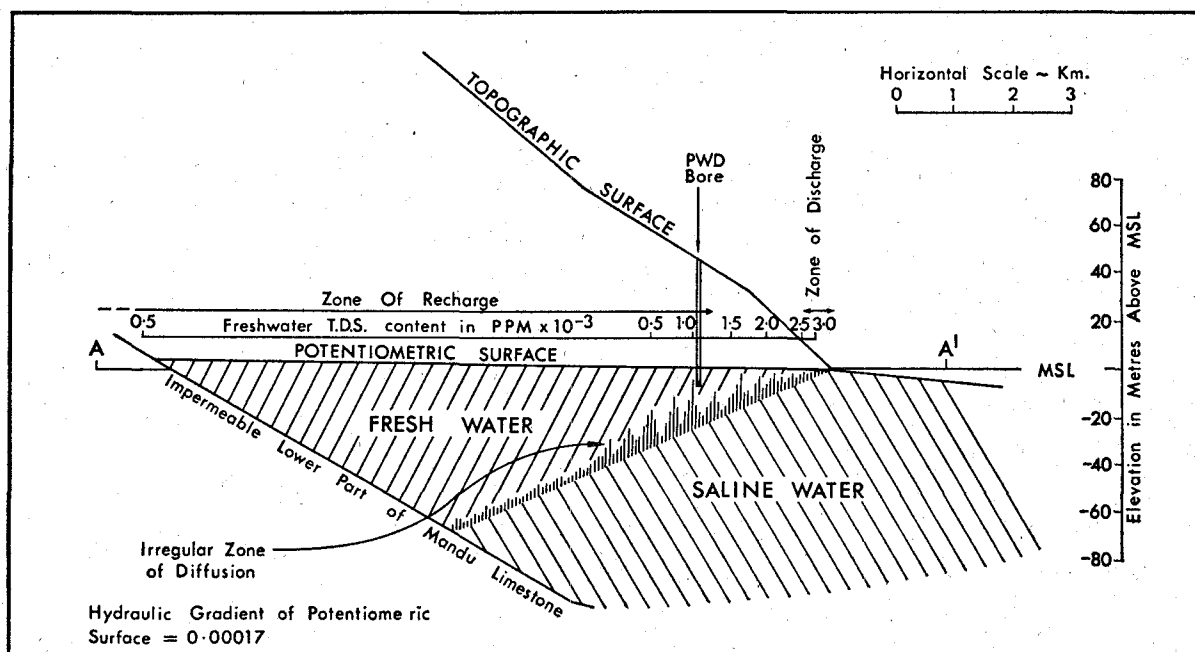 Horizontal Scale ~ Km.
0 1 2 3
TOPOGRAPHIC SURFACE
PWD
Bore
Zone of Discharge
80
60
40
20
-20
-40
-60
-80
Elevation in Metres Above MSL
Zone Of Recharge
0·5 0·5 1·0 1·5 2·0 2·5 3·0
Freshwater T.D.S. content in PPM x 10-3
POTENTIOMETRIC SURFACE
A
A1
MSL
Impermeable Lower Part of Mandu Limestone
FRESH WATER
SALINE WATER
Irregular Zone
of Diffusion
Hydraulic Gradient of Potentiome ric
Surface = 0·00017